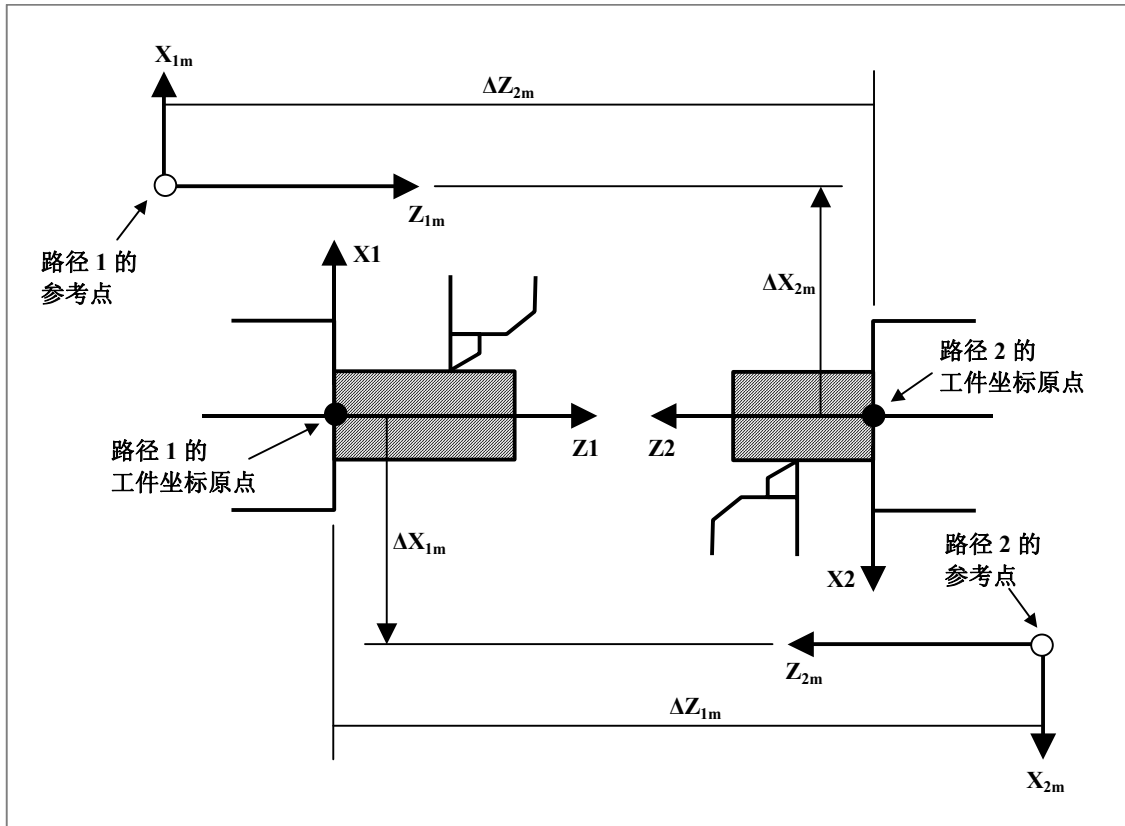 X1m
ΔZ2m
Z1m
路径 1 的
参考点
X1
ΔX2m
路径 2 的
工件坐标原点
Z1
Z2
路径 1 的
工件坐标原点
ΔX1m
X2
路径 2 的
参考点
Z2m
ΔZ1m
X2m